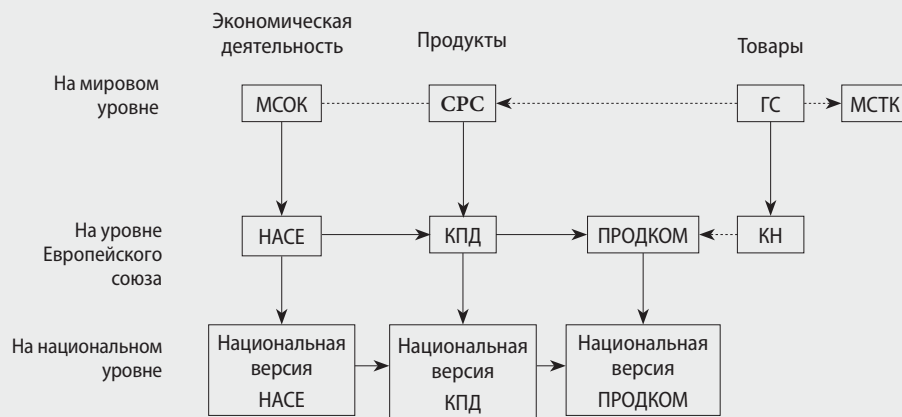 Экономическая
деятельность
Продукты
Товары
На мировом
уровне
МСОК
СРС
ГС
МСТК
На уровне
Европейского
союза
НАСЕ
КПД
ПРОДКОМ
КН
На национальном
уровне
Национальная
версия
НАСЕ
Национальная
версия
КПД
Национальная
версия
ПРОДКОМ